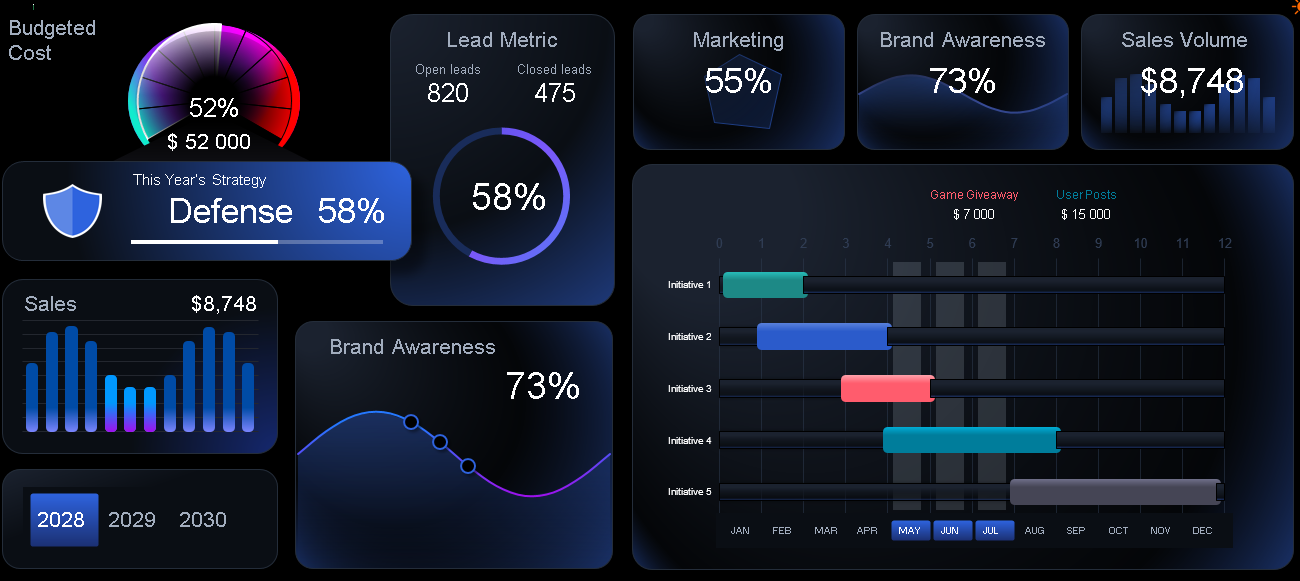 Budgeted
Cost
52%
$ 52 000
This Year's Strategy
Defense 58%
Sales $8,748
2028 2029 2030
Lead Metric
Open leads Closed leads
820 475
58%
Brand Awareness
73%
Marketing
55%
Brand Awareness
73%
Sales Volume
$8,748
Game Giveaway User Posts
$ 7 000 $ 15 000
0 1 2 3 4 5 6 7 8 9 10 11 12
Initiative 1
Initiative 2
Initiative 3
Initiative 4
Initiative 5
JAN FEB MAR APR MAY JUN JUL AUG SEP OCT NOV DEC